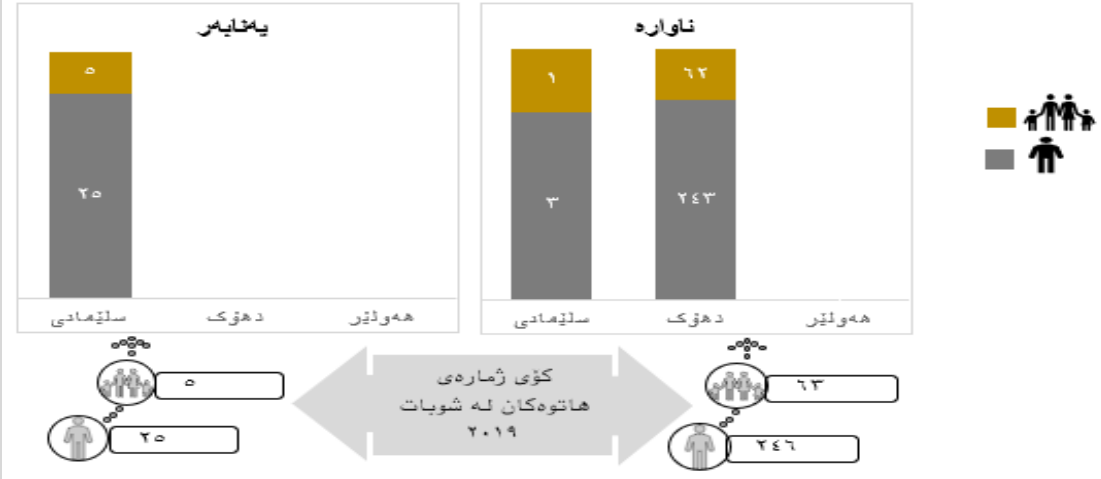 ئاوارە
١
٦٢
٣
٢٤٣
سلێمانی
دهۆک
هەولێر
پەنابەر
٥
٢٥
سلێمانی
دهۆک
هەولێر
٦٣
٢٤٦
کۆی ژمارەی
هاتوەکان لە شوبات
٢٠١٩
٥
٢٥